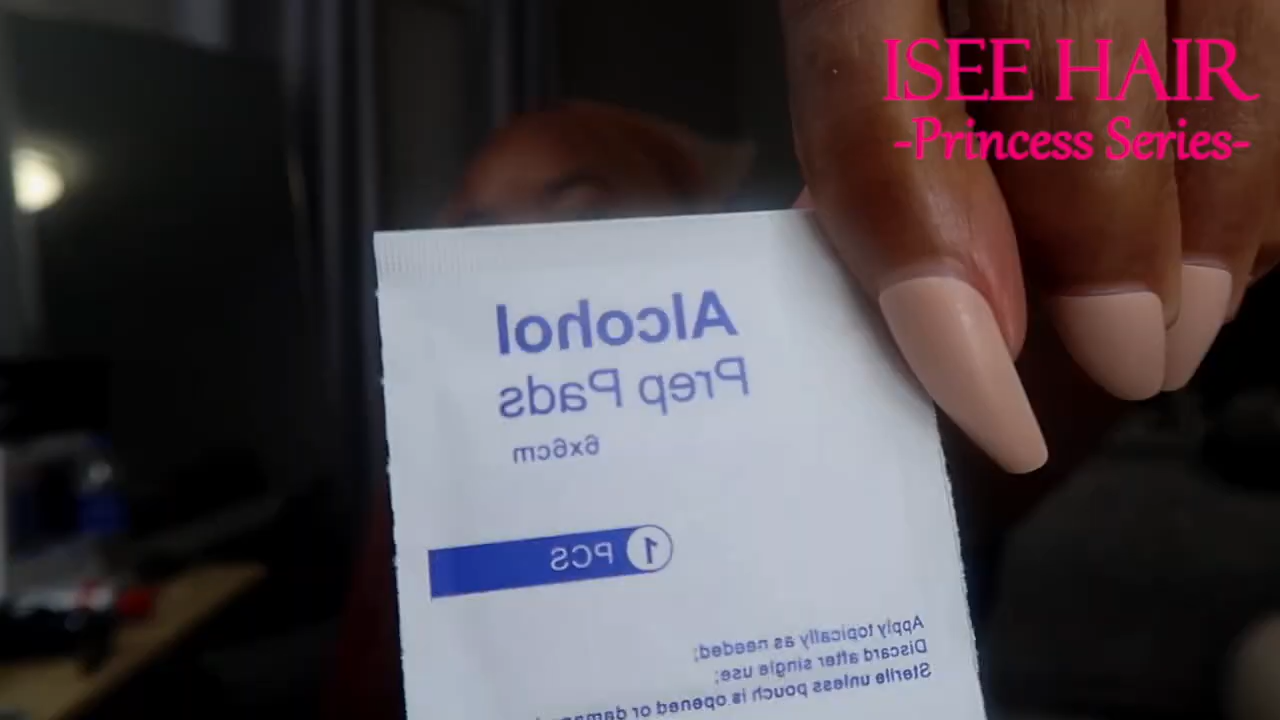 ISEE HAIR
-Princess Series-
Alcohol
Prep Pads
6x6cm
1 PCS
Apply topically as needed;
Discard after single use;
Sterile unless pouch is opened or